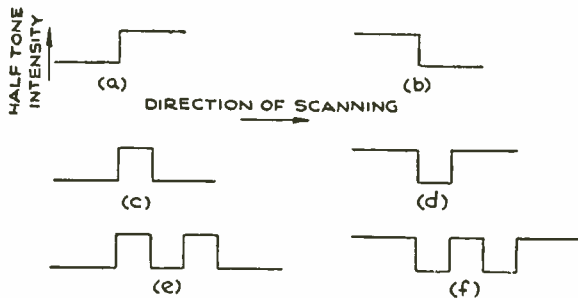 HALF TONE
INTENSITY
(a)
(b)
DIRECTION OF SCANNING
(c)
(d)
(e)
(f)